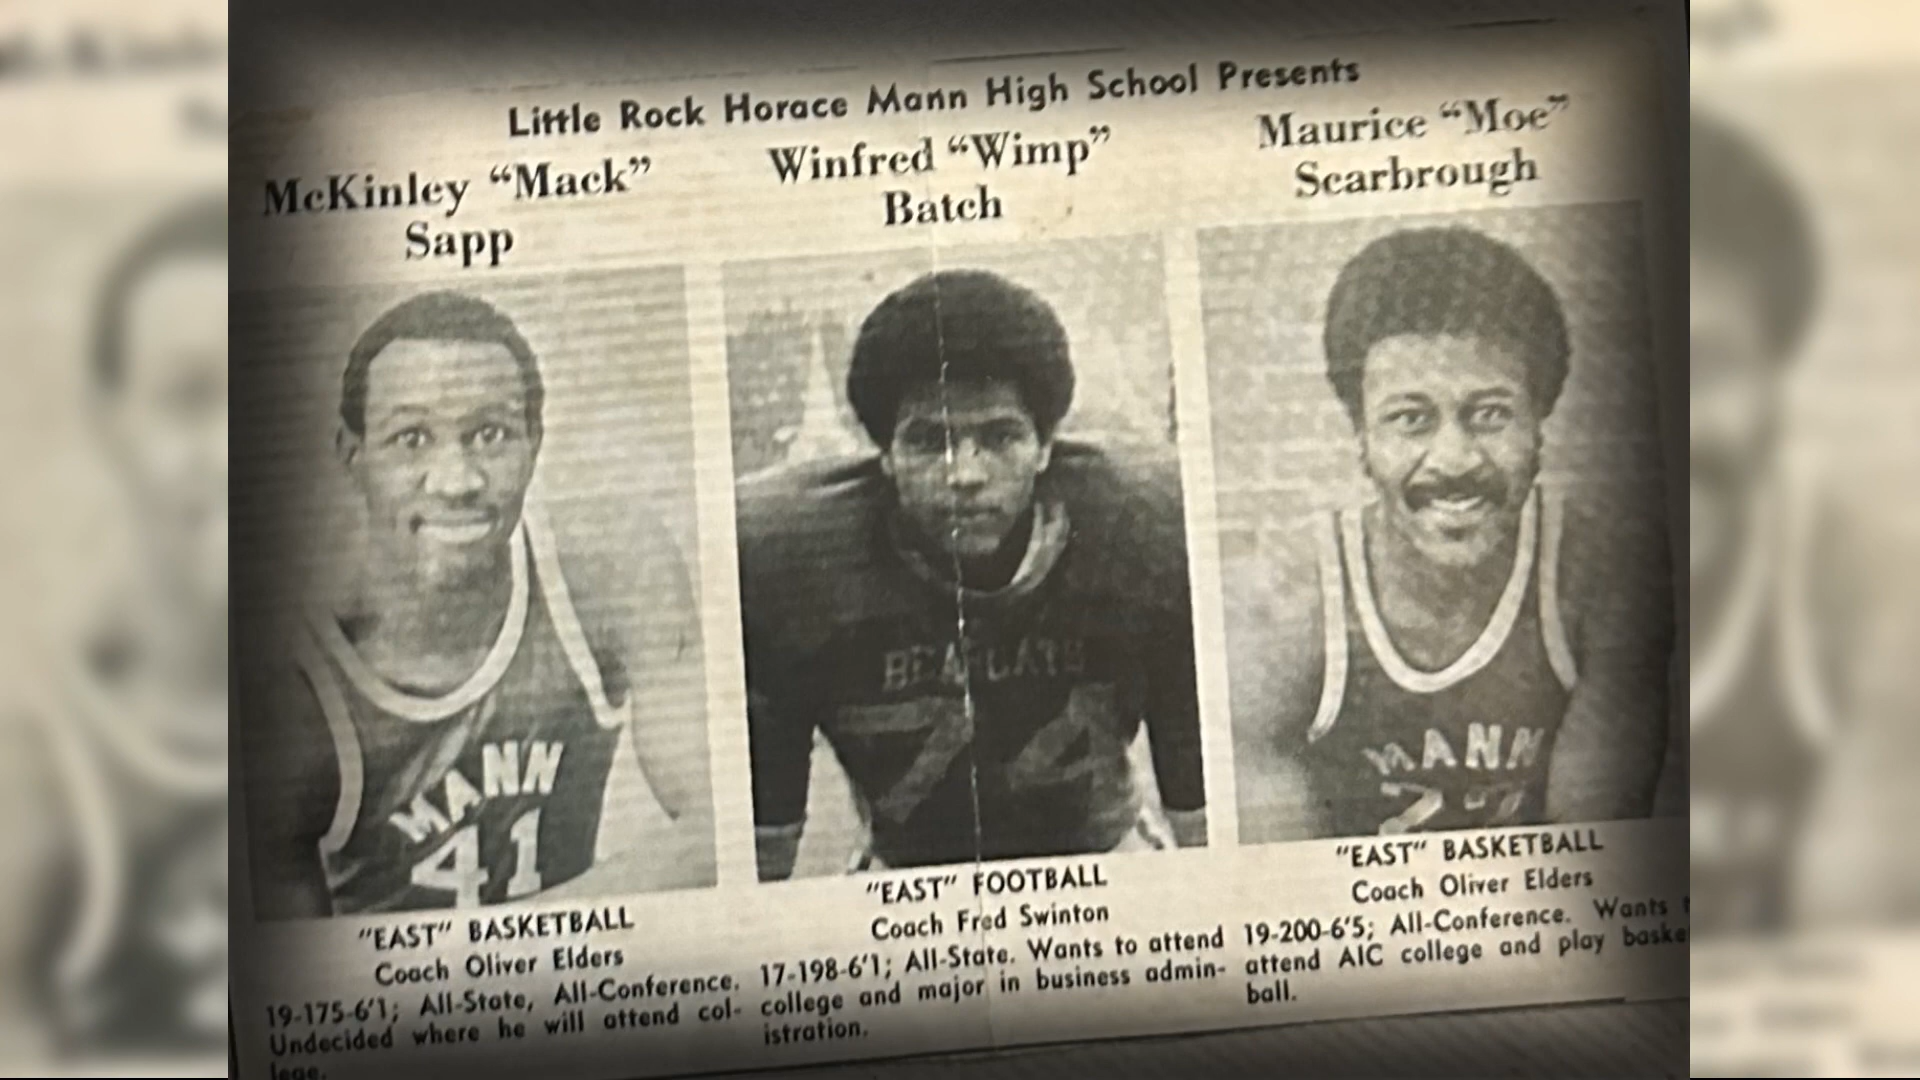 Little Rock Horace Mann High School Presents
McKinley “Mack”
Sapp
Winfred “Wimp”
Batch
Maurice “Moe”
Scarbrough
MANN
41
BEARCATS
74
MANN
"EAST" BASKETBALL
Coach Oliver Elders
19-175-6'1; All-State, All-Conference.
Undecided where he will attend col-
lege.
"EAST" FOOTBALL
Coach Fred Swinton
17-198-6'1; All-State. Wants to attend
college and major in business admin-
istration.
"EAST" BASKETBALL
Coach Oliver Elders
19-200-6'5; All-Conference. Wants t
attend AIC college and play baske
ball.